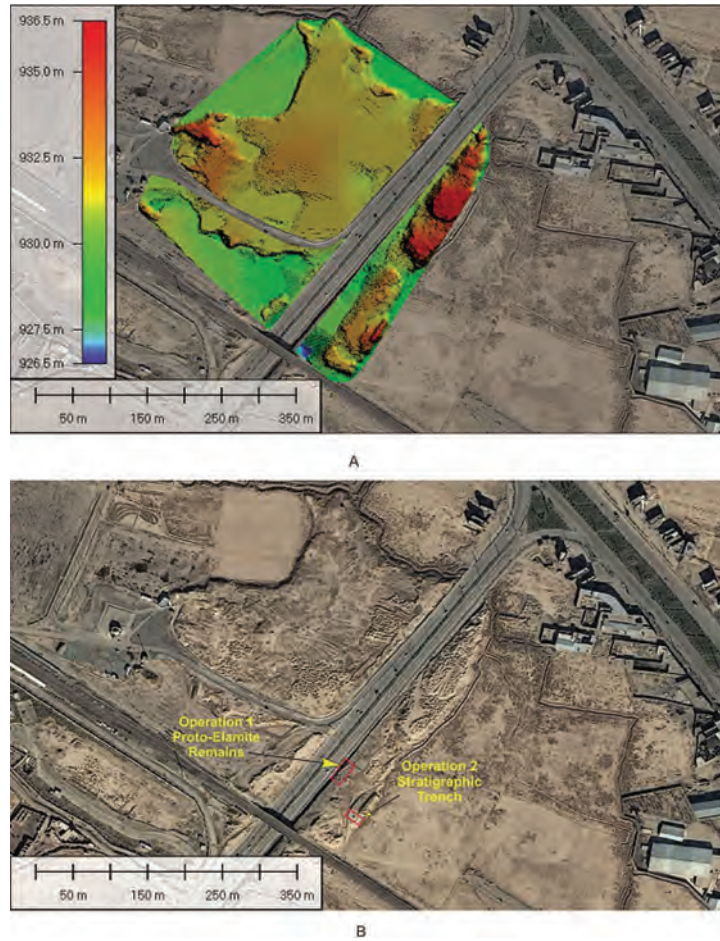 936.5 m
935.0 m
932.5 m
930.0 m
927.5 m
926.5 m
50 m
150 m
250 m
350 m
A
Operation 1
Proto-Elamite
Remains
Operation 2
Stratigraphic
Trench
50 m
150 m
250 m
350 m
B